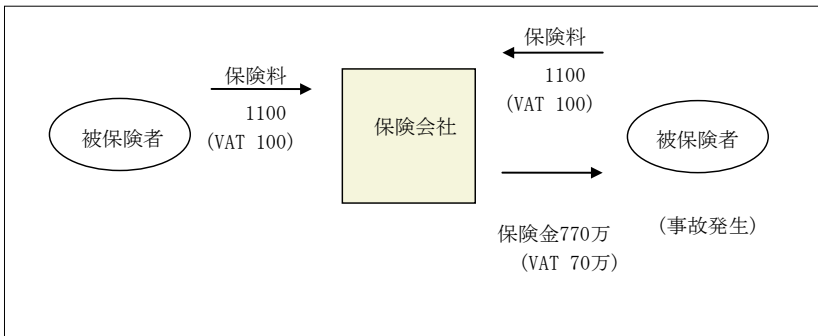 保険料
1100
(VAT 100)
被保険者
保険会社
保険料
1100
(VAT 100)
被保険者
(事故発生)
保険金770万
(VAT 70万)